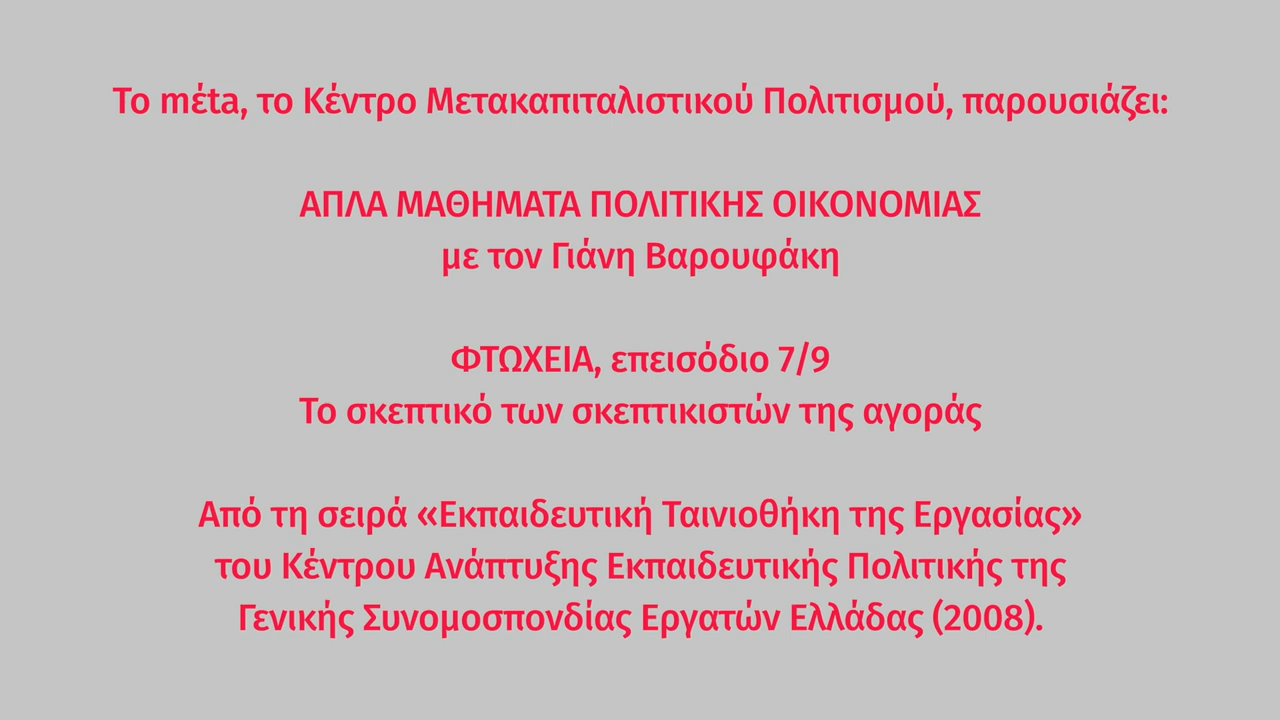 Το mέta, το Κέντρο Μετακαπιταλιστικού Πολιτισμού, παρουσιάζει:
ΑΠΛΑ ΜΑΘΗΜΑΤΑ ΠΟΛΙΤΙΚΗΣ ΟΙΚΟΝΟΜΙΑΣ
με τον Γιάνη Βαρουφάκη
ΦΤΩΧΕΙΑ, επεισόδιο 7/9
Το σκεπτικό των σκεπτικιστών της αγοράς
Από τη σειρά «Εκπαιδευτική Ταινιοθήκη της Εργασίας»
του Κέντρου Ανάπτυξης Εκπαιδευτικής Πολιτικής της
Γενικής Συνομοσπονδίας Εργατών Ελλάδας (2008).